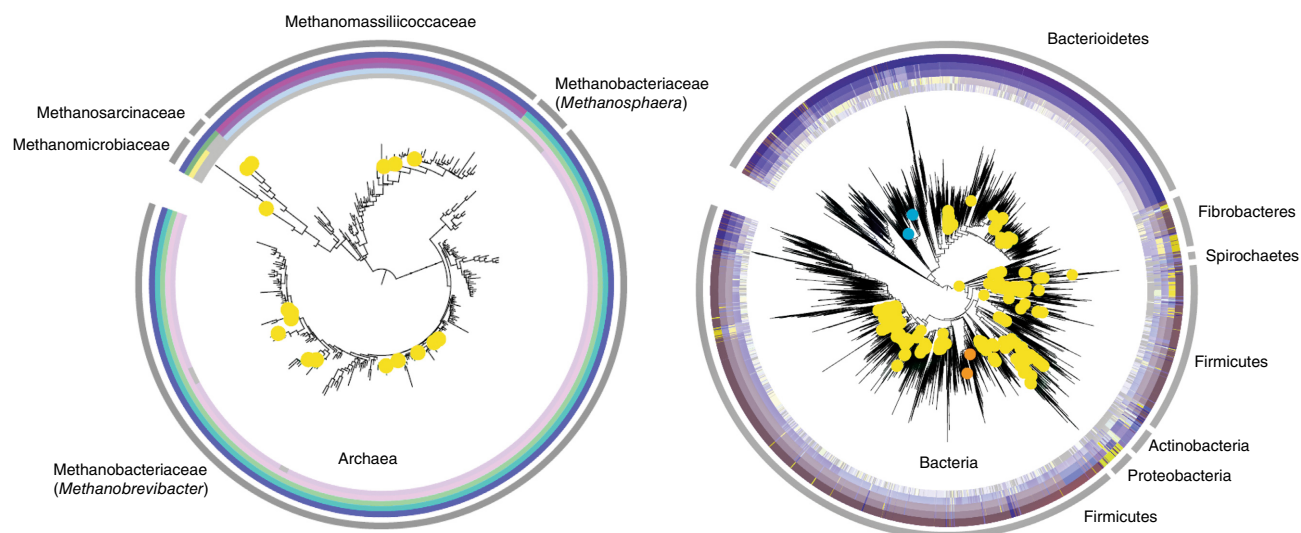 Methanomassiliicoccaceae
Methanobacteriaceae
(Methanosphaera)
Methanosarcinaceae
Methanomicrobiaceae
Methanobacteriaceae
(Methanobrevibacter)
Archaea
Bacterioidetes
Fibrobacteres
Spirochaetes
Firmicutes
Actinobacteria
Proteobacteria
Firmicutes
Bacteria